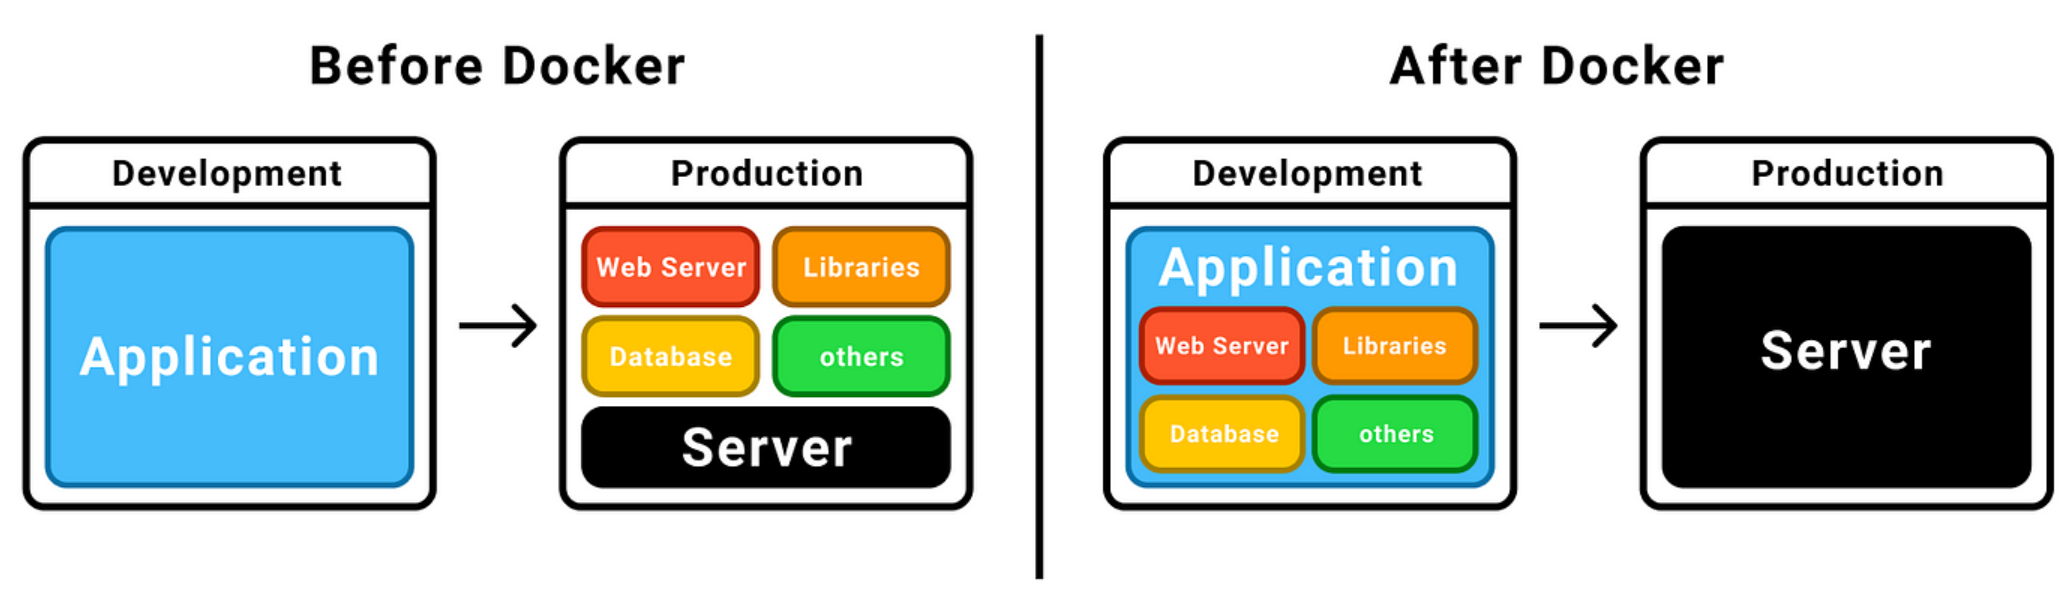 Before Docker
Development
Application
Production
Web Server
Libraries
Database
others
Server
After Docker
Development
Application
Web Server
Libraries
Database
others
Production
Server